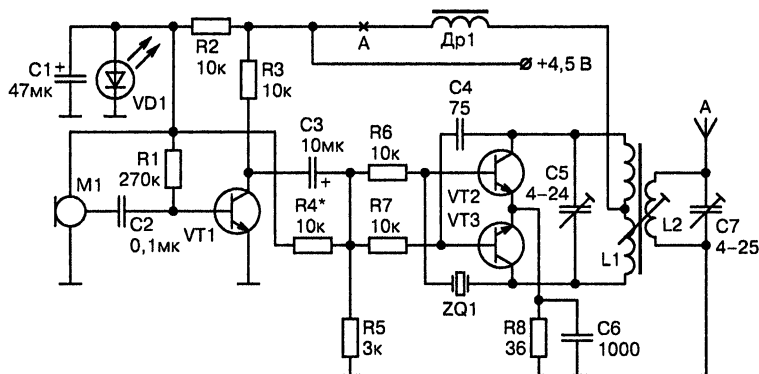 C1
+
47мк
VD1
R2
10к
R3
10к
А
Др1
+4,5 В
М1
R1
270к
C2
0,1мк
VT1
C3
10мк
+
R4*
10к
R5
3к
R6
10к
R7
10к
C4
75
VT2
VT3
ZQ1
C5
4–24
R8
36
C6
1000
L1
L2
А
C7
4–25